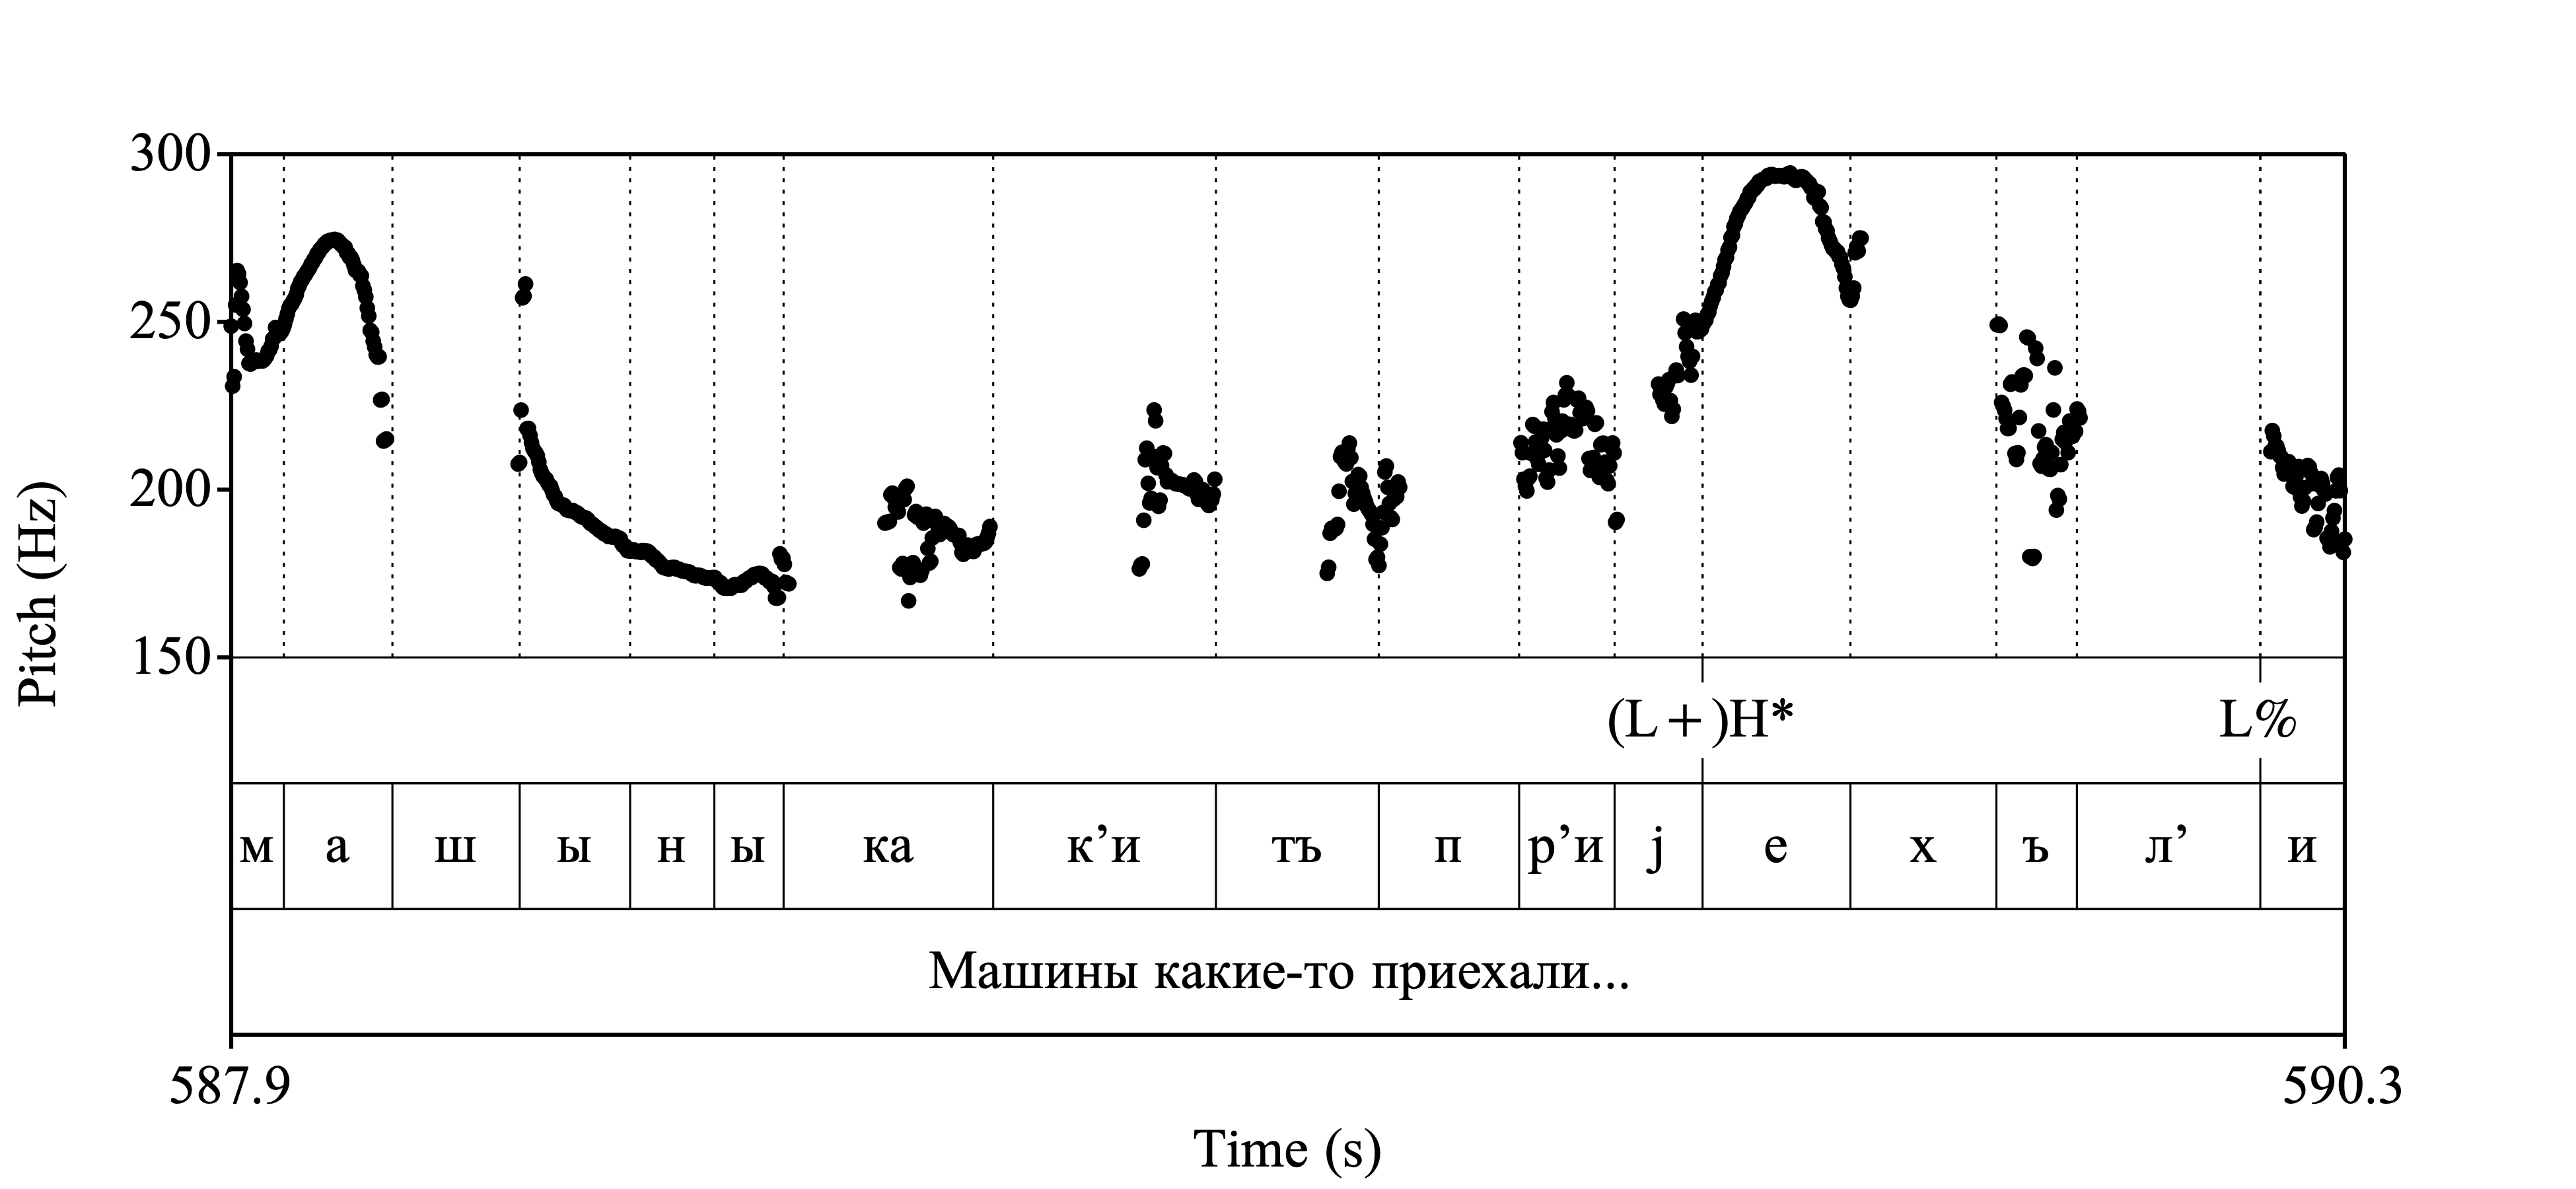 Pitch (Hz)
300
250
200
150
(L+)H* L%
м а ш ы н ы ка к’и тъ п р’и j е х ъ л’ и
Машины какие-то приехали...
587.9 590.3
Time (s)